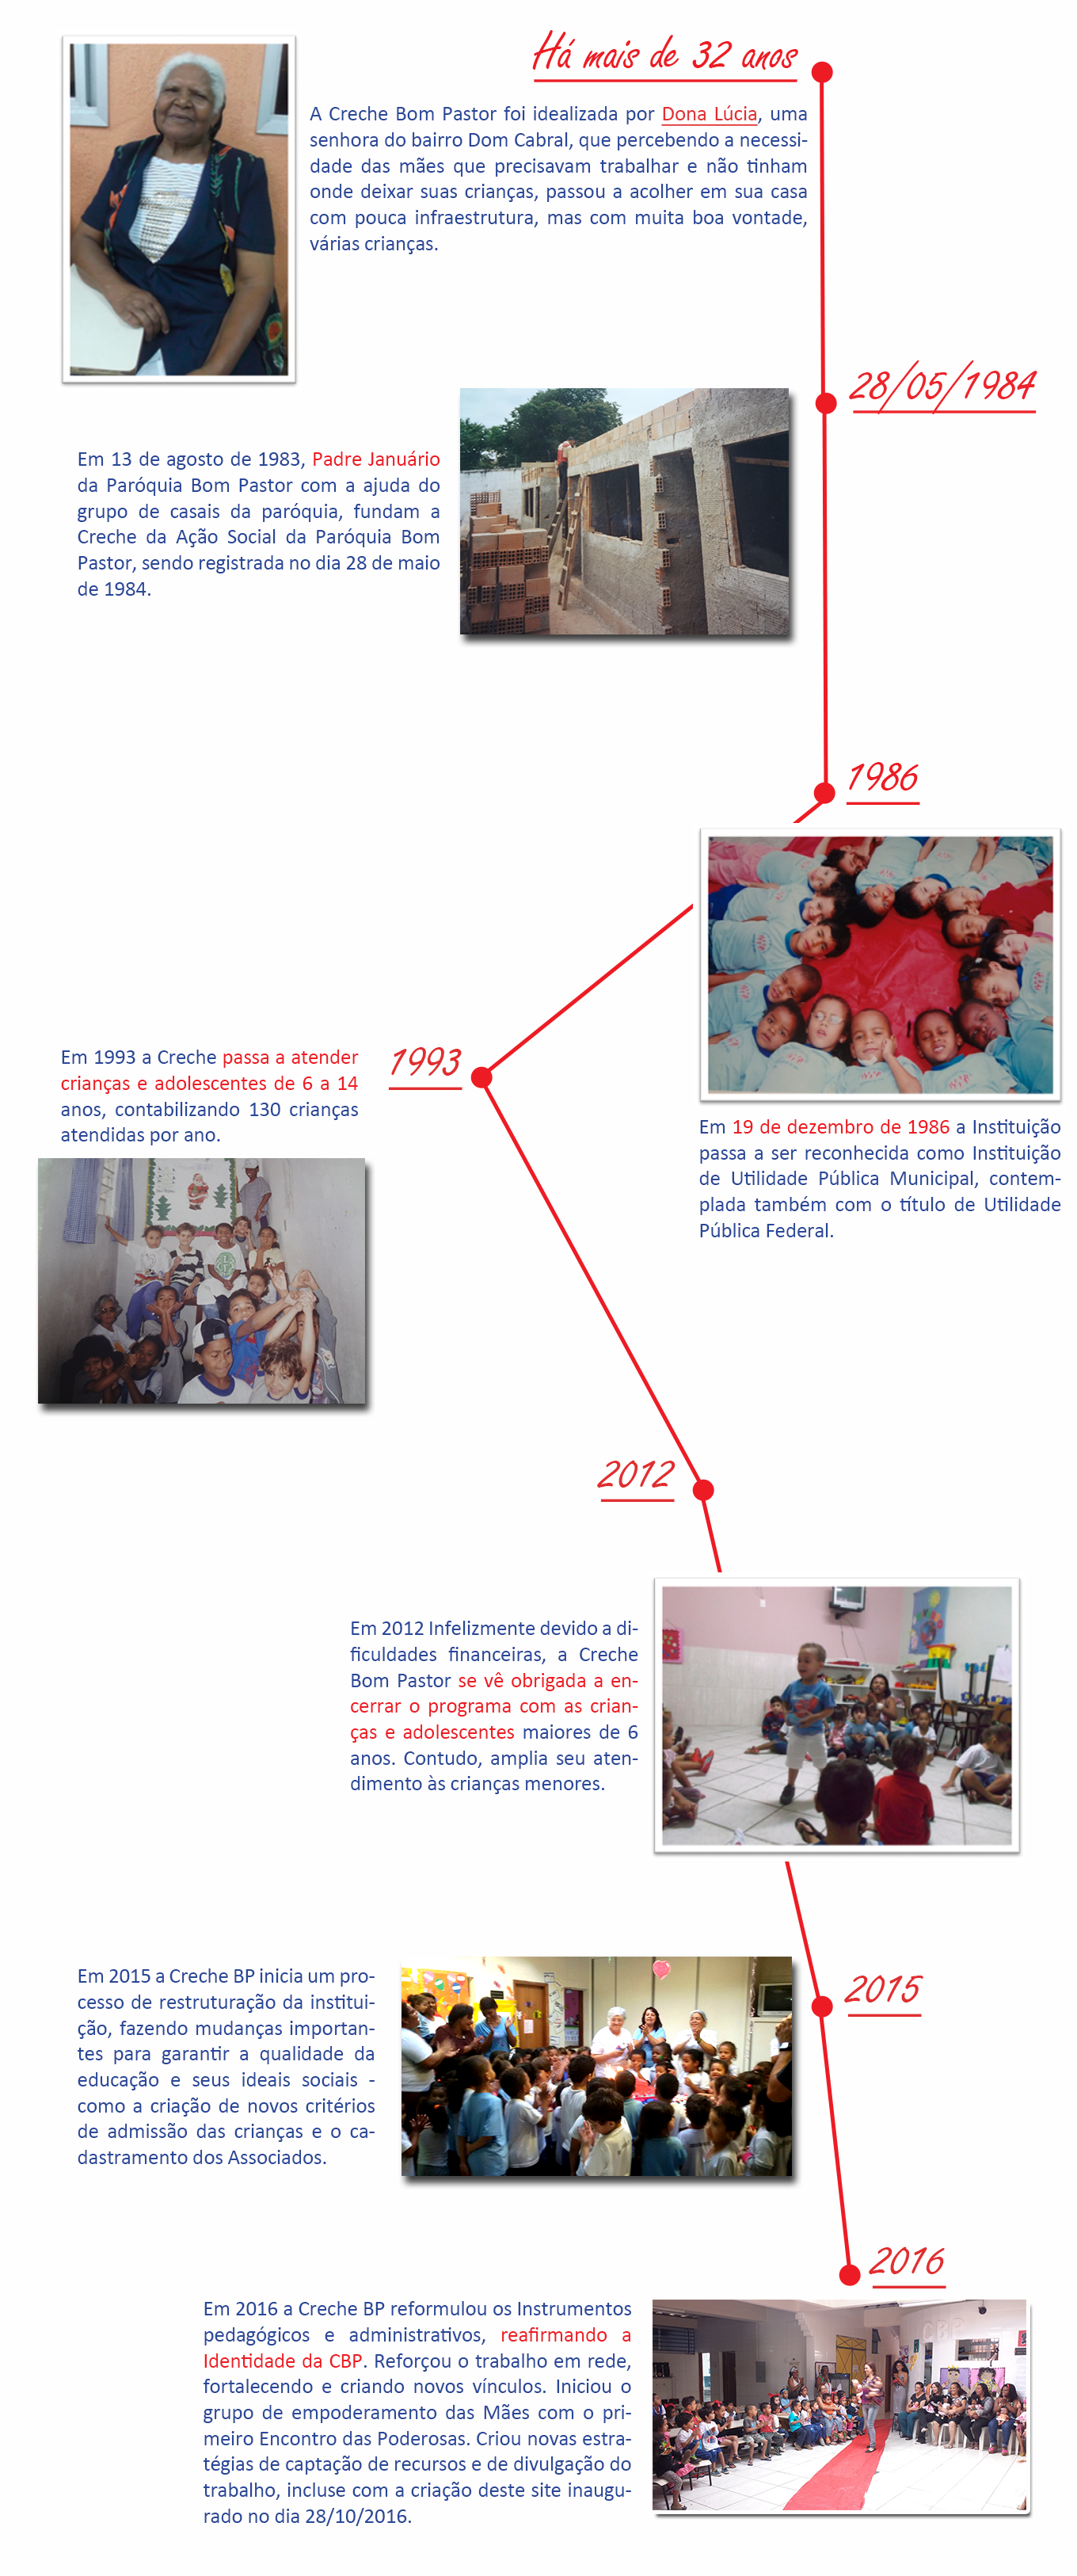 Há mais de 32 anos
A Creche Bom Pastor foi idealizada por Dona Lúcia, uma
senhora do bairro Dom Cabral, que percebendo a necessi-
dade das mães que precisavam trabalhar e não tinham
onde deixar suas crianças, passou a acolher em sua casa
com pouca infraestrutura, mas com muita boa vontade,
várias crianças.
28/05/1984
Em 13 de agosto de 1983, Padre Januário
da Paróquia Bom Pastor com a ajuda do
grupo de casais da paróquia, fundam a
Creche da Ação Social da Paróquia Bom
Pastor, sendo registrada no dia 28 de maio
de 1984.
1986
Em 19 de dezembro de 1986 a Instituição
passa a ser reconhecida como Instituição
de Utilidade Pública Municipal, contem-
plada também com o título de Utilidade
Pública Federal.
1993
Em 1993 a Creche passa a atender
crianças e adolescentes de 6 a 14
anos, contabilizando 130 crianças
atendidas por ano.
2012
Em 2012 Infelizmente devido a di-
ficuldades financeiras, a Creche
Bom Pastor se vê obrigada a en-
cerrar o programa com as crian-
ças e adolescentes maiores de 6
anos. Contudo, amplia seu aten-
dimento às crianças menores.
2015
Em 2015 a Creche BP inicia um pro-
cesso de restruturação da institui-
ção, fazendo mudanças importan-
tes para garantir a qualidade da
educação e seus ideais sociais -
como a criação de novos critérios
de admissão das crianças e o ca-
dastramento dos Associados.
2016
Em 2016 a Creche BP reformulou os Instrumentos
pedagógicos e administrativos, reafirmando a
Identidade da CBP. Reforçou o trabalho em rede,
fortalecendo e criando novos vínculos. Iniciou o
grupo de empoderamento das Mães com o pri-
meiro Encontro das Poderosas. Criou novas estra-
tégias de captação de recursos e de divulgação do
trabalho, incluse com a criação deste site inaugu-
rado no dia 28/10/2016.
CBP